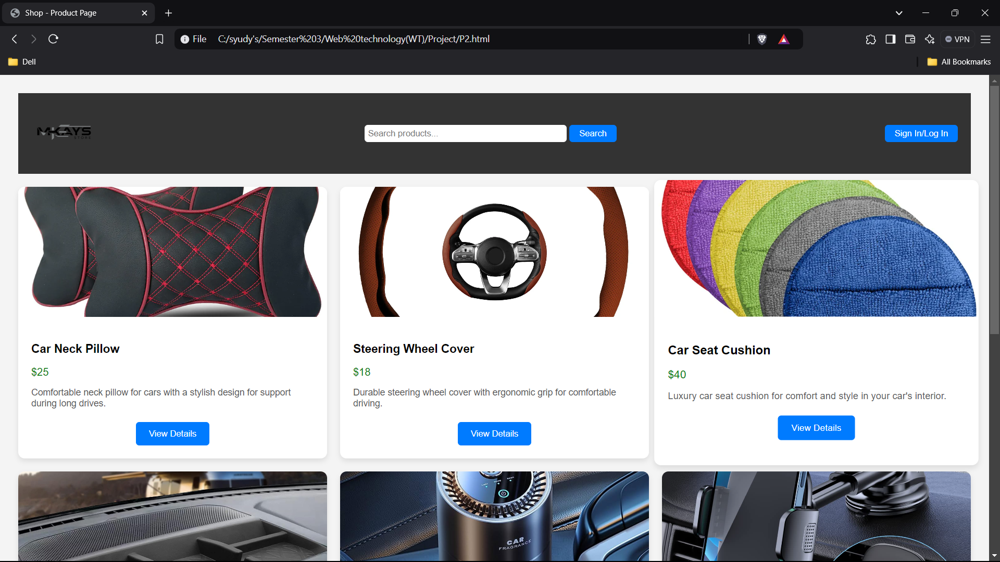 Shop - Product Page
File C:/syudy's/Semester%203/Web%20technology(WT)/Project/P2.html
VPN
Dell
All Bookmarks
MKAYS
STORE
Search products...
Search
Sign In/Log In
Car Neck Pillow
$25
Comfortable neck pillow for cars with a stylish design for support
during long drives.
View Details
Steering Wheel Cover
$18
Durable steering wheel cover with ergonomic grip for comfortable
driving.
View Details
Car Seat Cushion
$40
Luxury car seat cushion for comfort and style in your car's interior.
View Details
CAR
FRAGRANCE